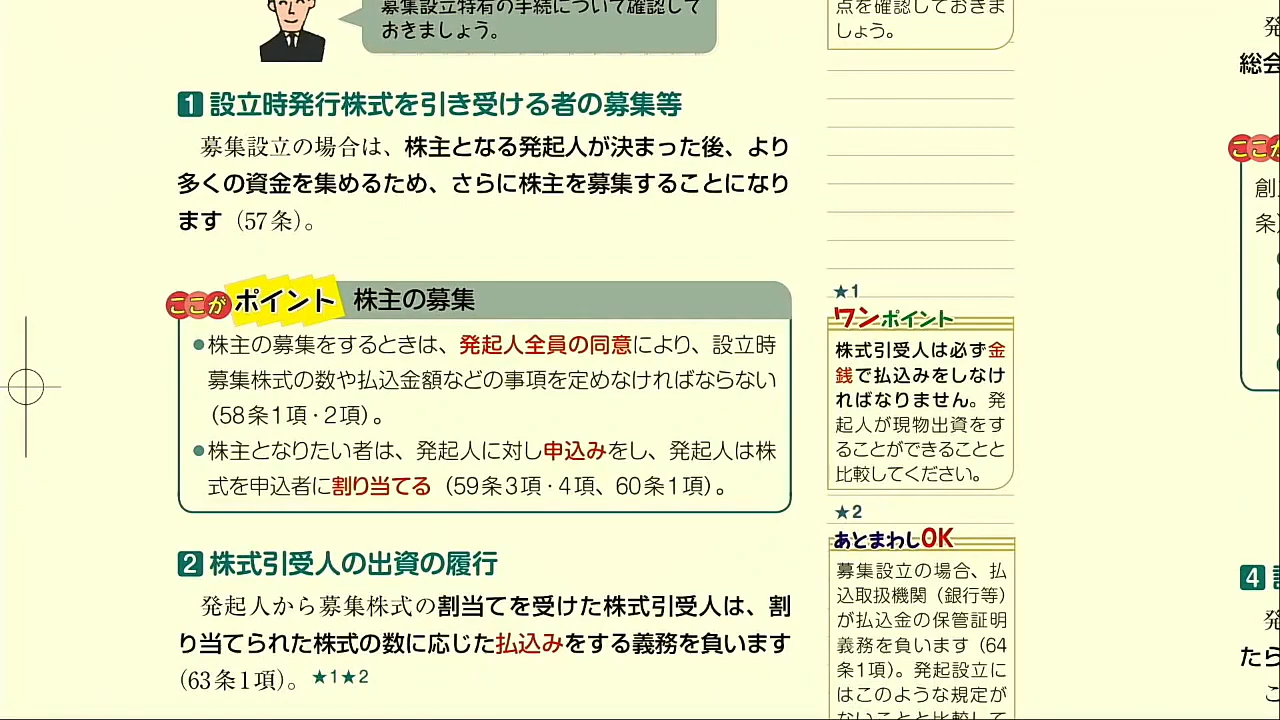 募集設立特有の手続について確認して
おきましょう。
1 設立時発行株式を引き受ける者の募集等
募集設立の場合は、株主となる発起人が決まった後、より
多くの資金を集めるため、さらに株主を募集することになり
ます（57条）。
ここが ポイント 株主の募集
●株主の募集をするときは、発起人全員の同意により、設立時
募集株式の数や払込金額などの事項を定めなければならない
（58条1項・2項）。
●株主となりたい者は、発起人に対し申込みをし、発起人は株
式を申込者に割り当てる（59条3項・4項、60条1項）。
2 株式引受人の出資の履行
発起人から募集株式の割当てを受けた株式引受人は、割
り当てられた株式の数に応じた払込みをする義務を負います
（63条1項）。★1★2
点を確認しておきま
しょう。
★1
ワンポイント
株式引受人は必ず金
銭で払込みをしなけ
ればなりません。発
起人が現物出資をす
ることができることと
比較してください。
★2
あとまわしOK
募集設立の場合、払
込取扱機関（銀行等）
が払込金の保管証明
義務を負います（64
条1項）。発起設立に
はこのような規定が
ないことと比較して
発
総会
ここが
創
条）
4
発
たら
こ